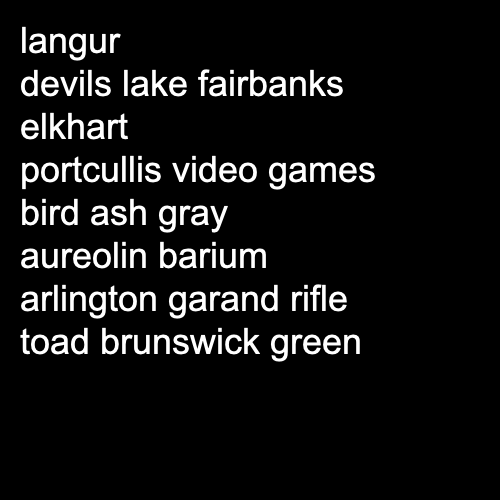 langur
devils lake fairbanks
elkhart
portcullis video games
bird ash gray
aureolin barium
arlington garand rifle
toad brunswick green